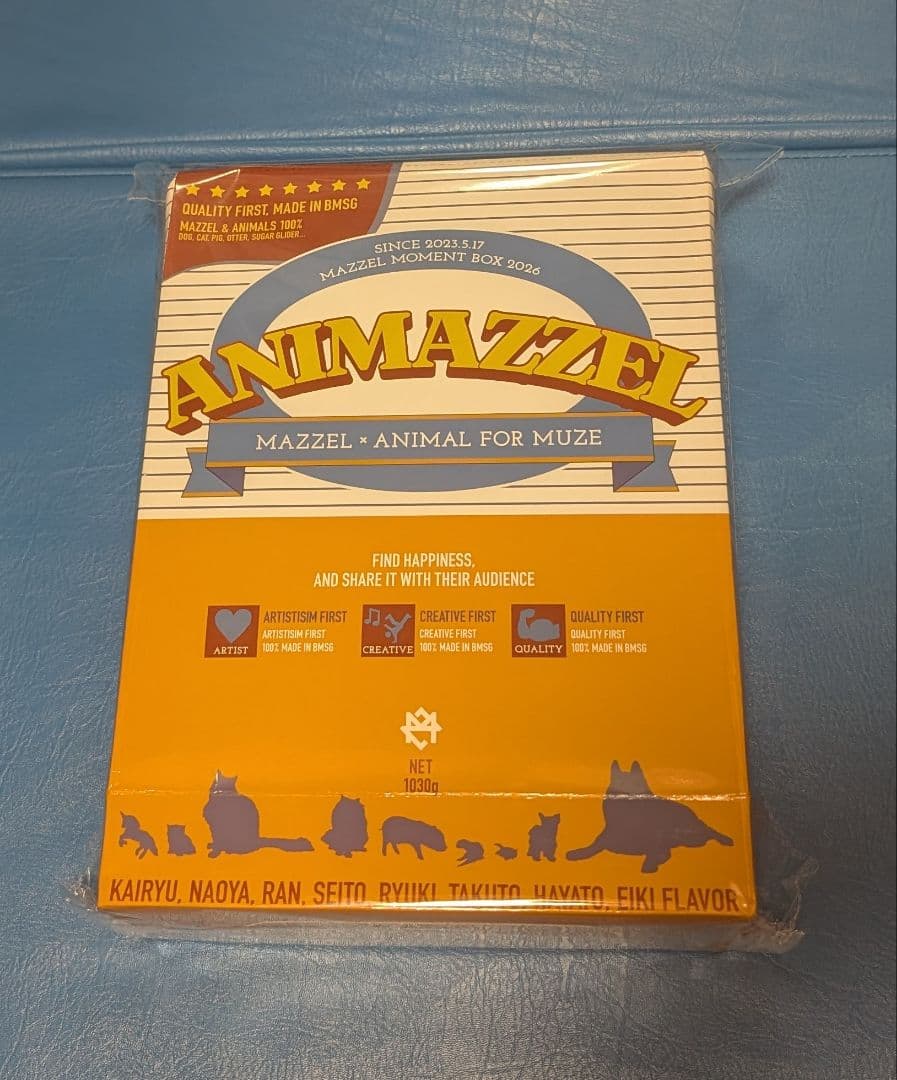 QUALITY FIRST, MADE IN BMSG
MAZZEL & ANIMALS 100%
DOG, CAT, PIG, OTTER, SUGAR GLIDER...
SINCE 2023.5.17
MAZZEL MOMENT BOX 2026
ANIMAZZEL
MAZZEL × ANIMAL FOR MUZE
FIND HAPPINESS,
AND SHARE IT WITH THEIR AUDIENCE
ARTIST
ARTISTISIM FIRST
ARTISTISIM FIRST
100% MADE IN BMSG
CREATIVE
CREATIVE FIRST
CREATIVE FIRST
100% MADE IN BMSG
QUALITY
QUALITY FIRST
QUALITY FIRST
100% MADE IN BMSG
NET
1030g
KAIRYU, NAOYA, RAN, SEITO, RYUKI, TAKUTO, HAYATO, EIKI FLAVOR